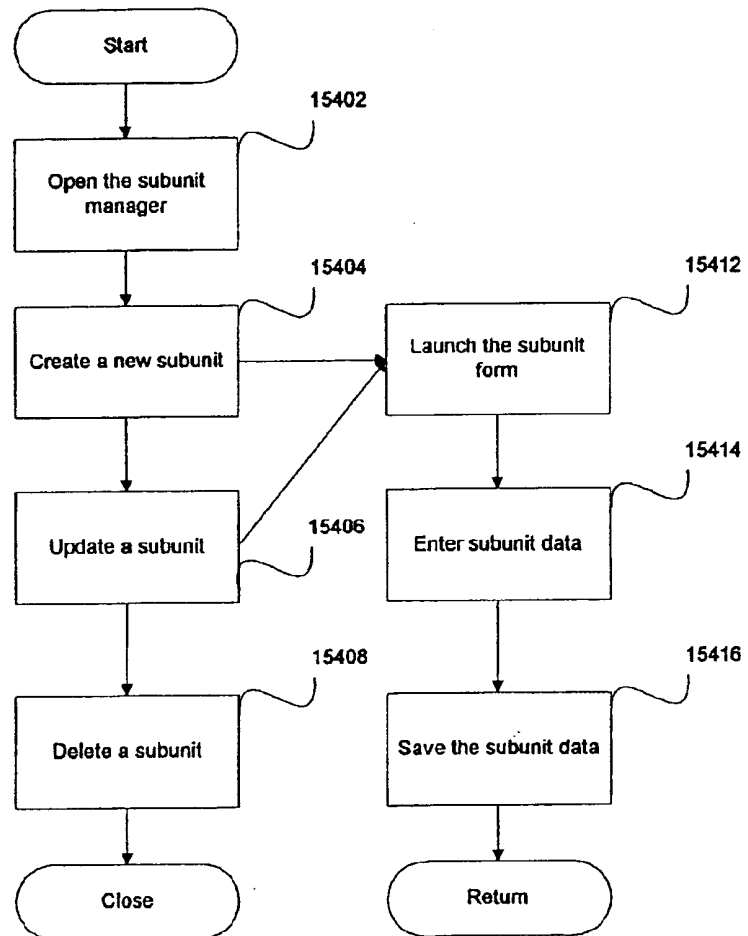 Start
15402
Open the subunit
manager
15404
Create a new subunit
15406
Update a subunit
15408
Delete a subunit
Close
15412
Launch the subunit
form
15414
Enter subunit data
15416
Save the subunit data
Return